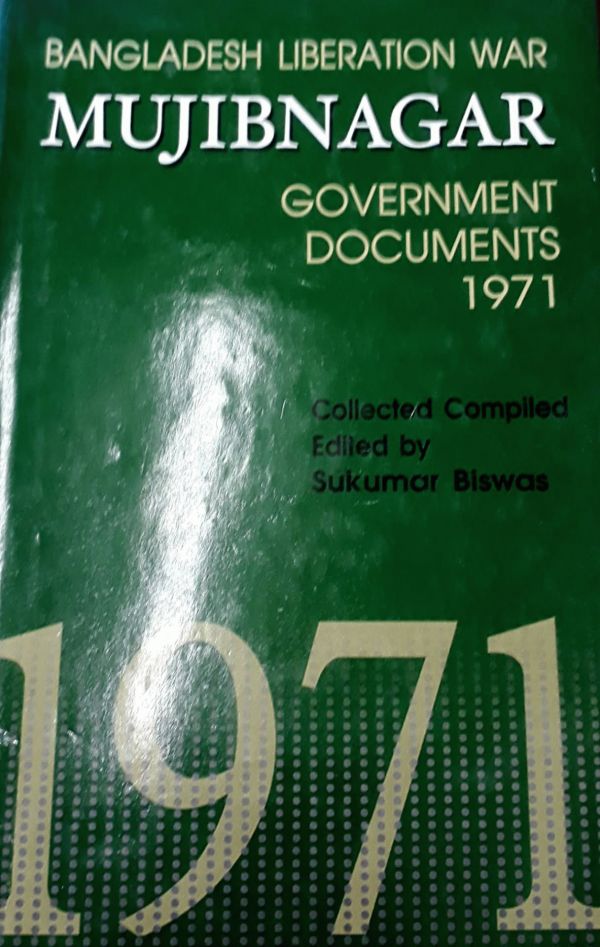 BANGLADESH LIBERATION WAR
MUJIBNAGAR
GOVERNMENT
DOCUMENTS
1971
Collected Compiled
Edited by
Sukumar Biswas
1971